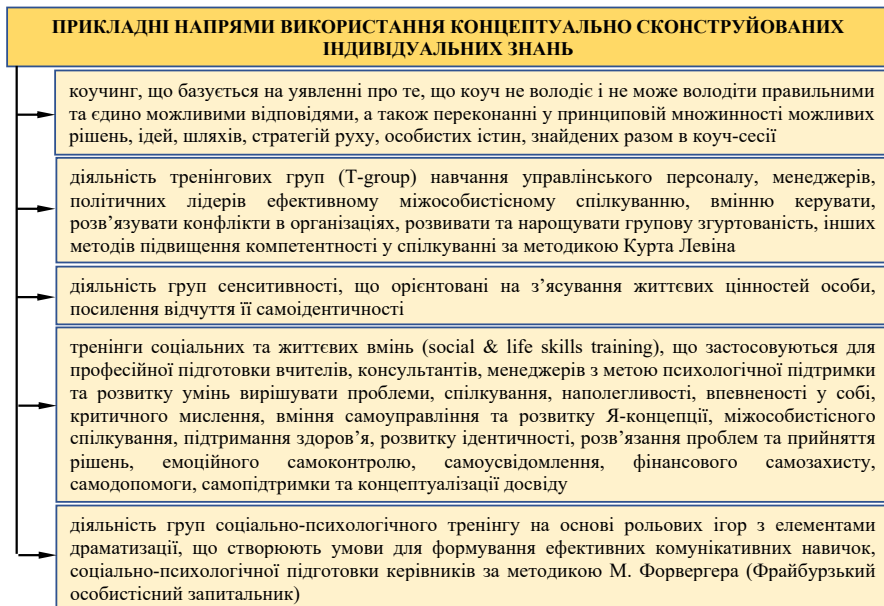 ПРИКЛАДНІ НАПРЯМИ ВИКОРИСТАННЯ КОНЦЕПТУАЛЬНО СКОНСТРУЙОВАНИХ
ІНДИВІДУАЛЬНИХ ЗНАНЬ
коучинг, що базується на уявленні про те, що коуч не володіє і не може володіти правильними
та єдино можливими відповідями, а також переконанні у принциповій множинності можливих
рішень, ідей, шляхів, стратегій руху, особистих істин, знайдених разом в коуч-сесії
діяльність тренінгових груп (T-group) навчання управлінського персоналу, менеджерів,
політичних лідерів ефективному міжособистісному спілкуванню, вмінню керувати,
розв’язувати конфлікти в організаціях, розвивати та нарощувати групову згуртованість, інших
методів підвищення компетентності у спілкуванні за методикою Курта Левіна
діяльність груп сенситивності, що орієнтовані на з’ясування життєвих цінностей особи,
посилення відчуття її самоідентичності
тренінги соціальних та життєвих вмінь (social & life skills training), що застосовуються для
професійної підготовки вчителів, консультантів, менеджерів з метою психологічної підтримки
та розвитку умінь вирішувати проблеми, спілкування, наполегливості, впевненості у собі,
критичного мислення, вміння самоуправління та розвитку Я-концепції, міжособистісного
спілкування, підтримання здоров’я, розвитку ідентичності, розв’язання проблем та прийняття
рішень, емоційного самоконтролю, самоусвідомлення, фінансового самозахисту,
самодопомоги, самопідтримки та концептуалізації досвіду
діяльність груп соціально-психологічного тренінгу на основі рольових ігор з елементами
драматизації, що створюють умови для формування ефективних комунікативних навичок,
соціально-психологічної підготовки керівників за методикою М. Форвергера (Фрайбурзький
особистісний запитальник)